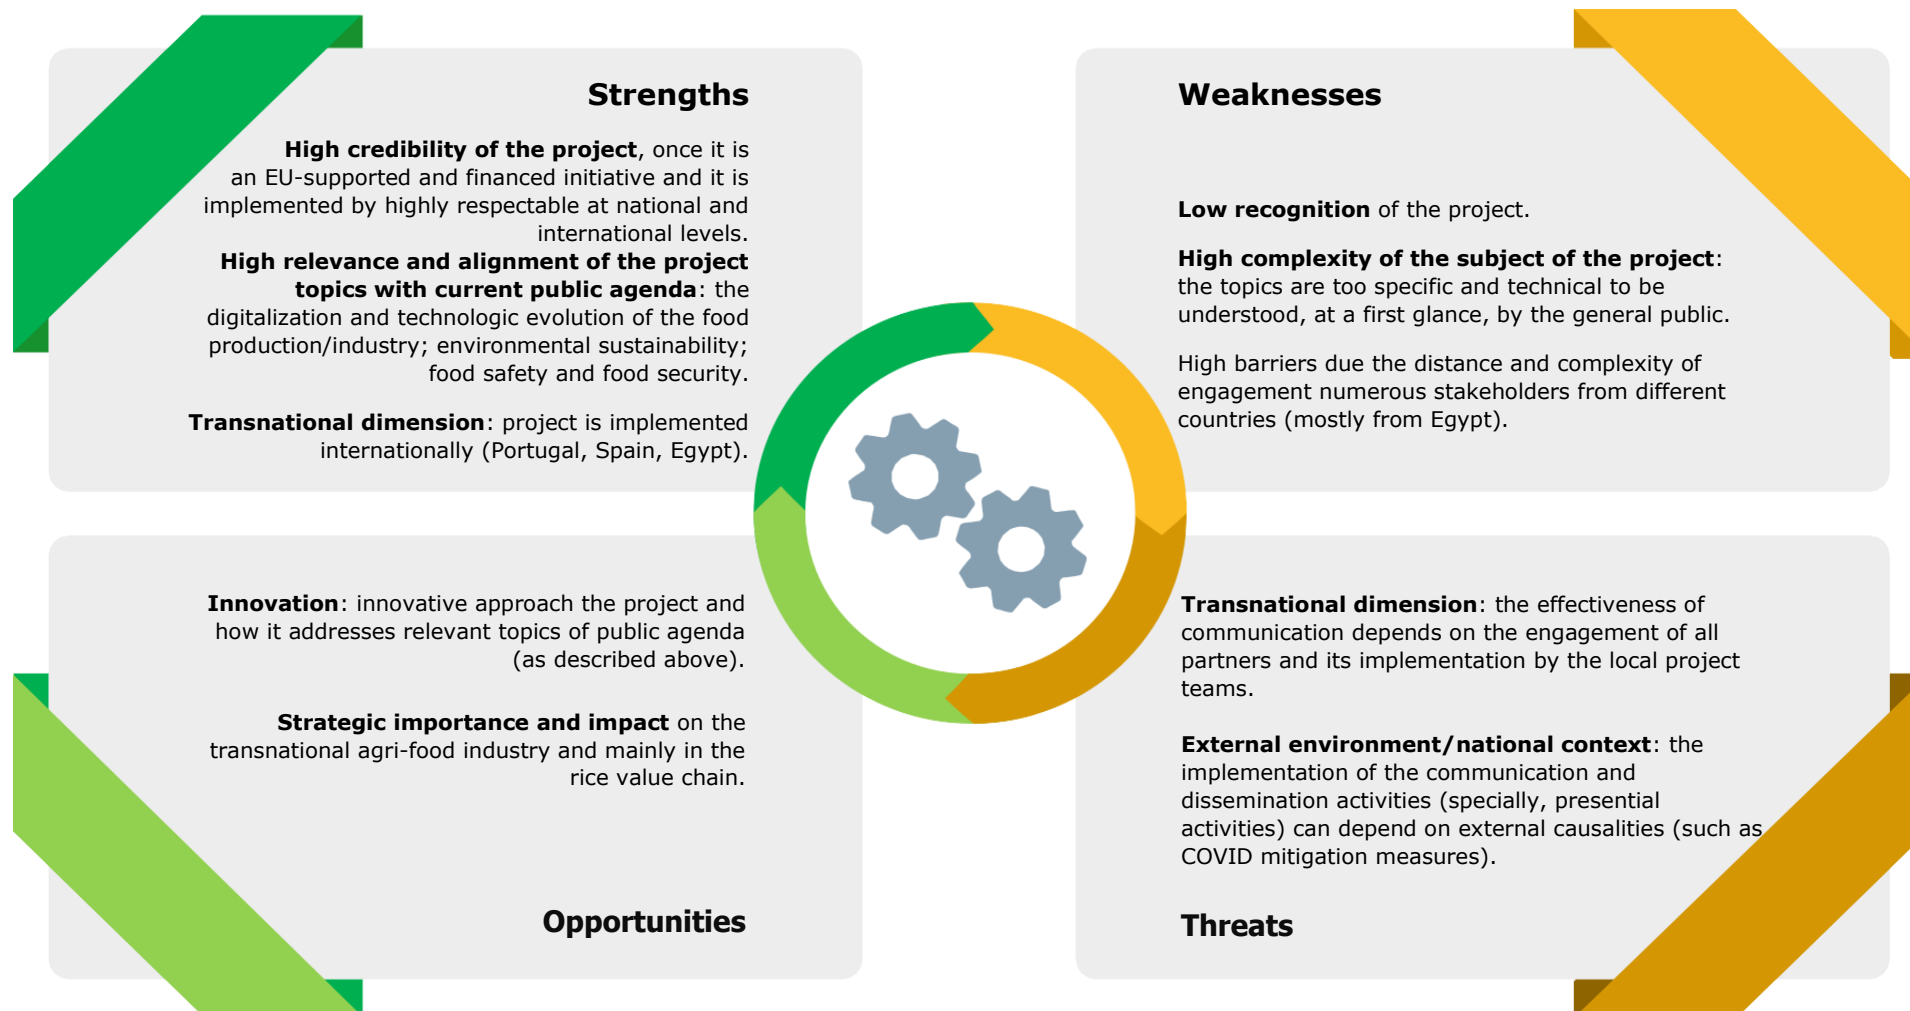 Strengths
High credibility of the project, once it is
an EU-supported and financed initiative and it is
implemented by highly respectable at national and
international levels.
High relevance and alignment of the project
topics with current public agenda: the
digitalization and technologic evolution of the food
production/industry; environmental sustainability;
food safety and food security.
Transnational dimension: project is implemented
internationally (Portugal, Spain, Egypt).
Weaknesses
Low recognition of the project.
High complexity of the subject of the project:
the topics are too specific and technical to be
understood, at a first glance, by the general public.
High barriers due the distance and complexity of
engagement numerous stakeholders from different
countries (mostly from Egypt).
Innovation: innovative approach the project and
how it addresses relevant topics of public agenda
(as described above).
Strategic importance and impact on the
transnational agri-food industry and mainly in the
rice value chain.
Opportunities
Transnational dimension: the effectiveness of
communication depends on the engagement of all
partners and its implementation by the local project
teams.
External environment/national context: the
implementation of the communication and
dissemination activities (specially, presential
activities) can depend on external causalities (such as
COVID mitigation measures).
Threats